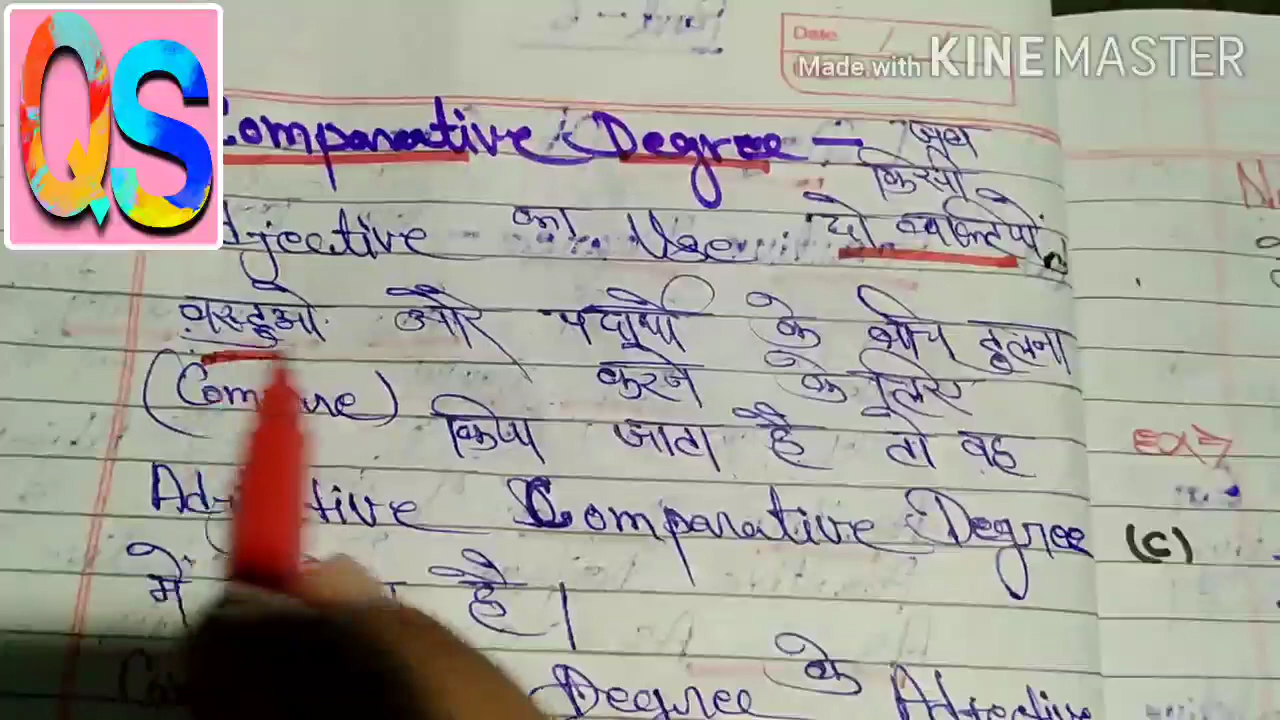 QS
Date / /
Made with KINEMASTER
Comparative Degree — जब
किसी
Adjective का Use दो व्यक्तियों,
वस्तुओ और पदार्थो के बीच तुलना
(Compare) करने के लिए
किया जाता है तो वह
Adjective Comparative Degree
मे है।
Degree के Adjective
Ex→
(C)